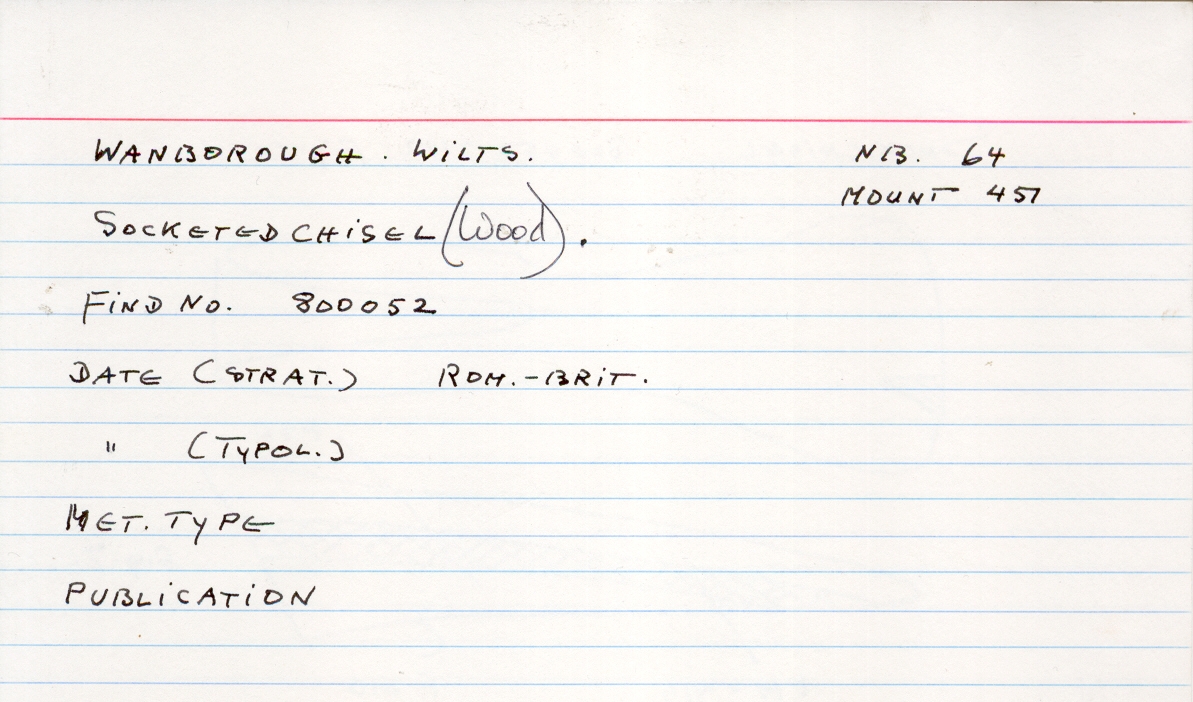 WANBOROUGH. WILTS. NB. 64
MOUNT 451
SOCKETED CHISEL (Wood).
FIND NO. 800052
DATE (STRAT.) ROM.-BRIT.
" (TYPOL.)
MET. TYPE
PUBLICATION